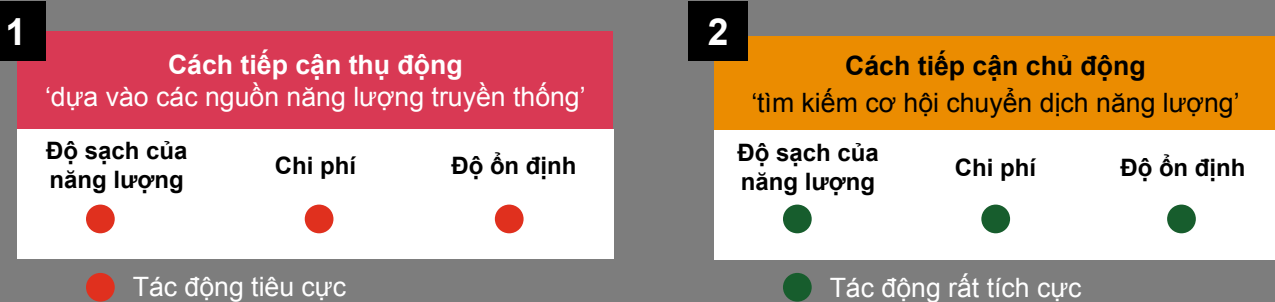 1
Cách tiếp cận thụ động
‘dựa vào các nguồn năng lượng truyền thống’
Độ sạch của
năng lượng
Chi phí
Độ ổn định
Tác động tiêu cực
2
Cách tiếp cận chủ động
‘tìm kiếm cơ hội chuyển dịch năng lượng’
Độ sạch của
năng lượng
Chi phí
Độ ổn định
Tác động rất tích cực